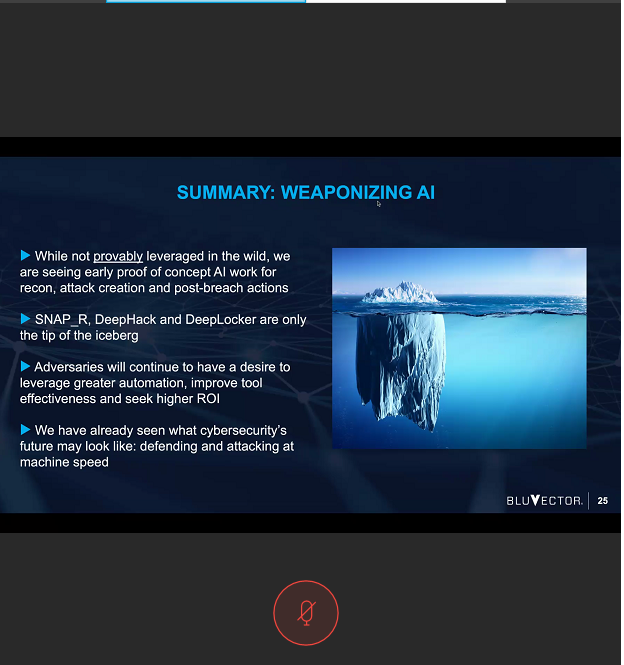 SUMMARY: WEAPONIZING AI
While not provably leveraged in the wild, we
are seeing early proof of concept AI work for
recon, attack creation and post-breach actions
SNAP_R, DeepHack and DeepLocker are only
the tip of the iceberg
Adversaries will continue to have a desire to
leverage greater automation, improve tool
effectiveness and seek higher ROI
We have already seen what cybersecurity's
future may look like: defending and attacking at
machine speed
BLUVECTOR. 25